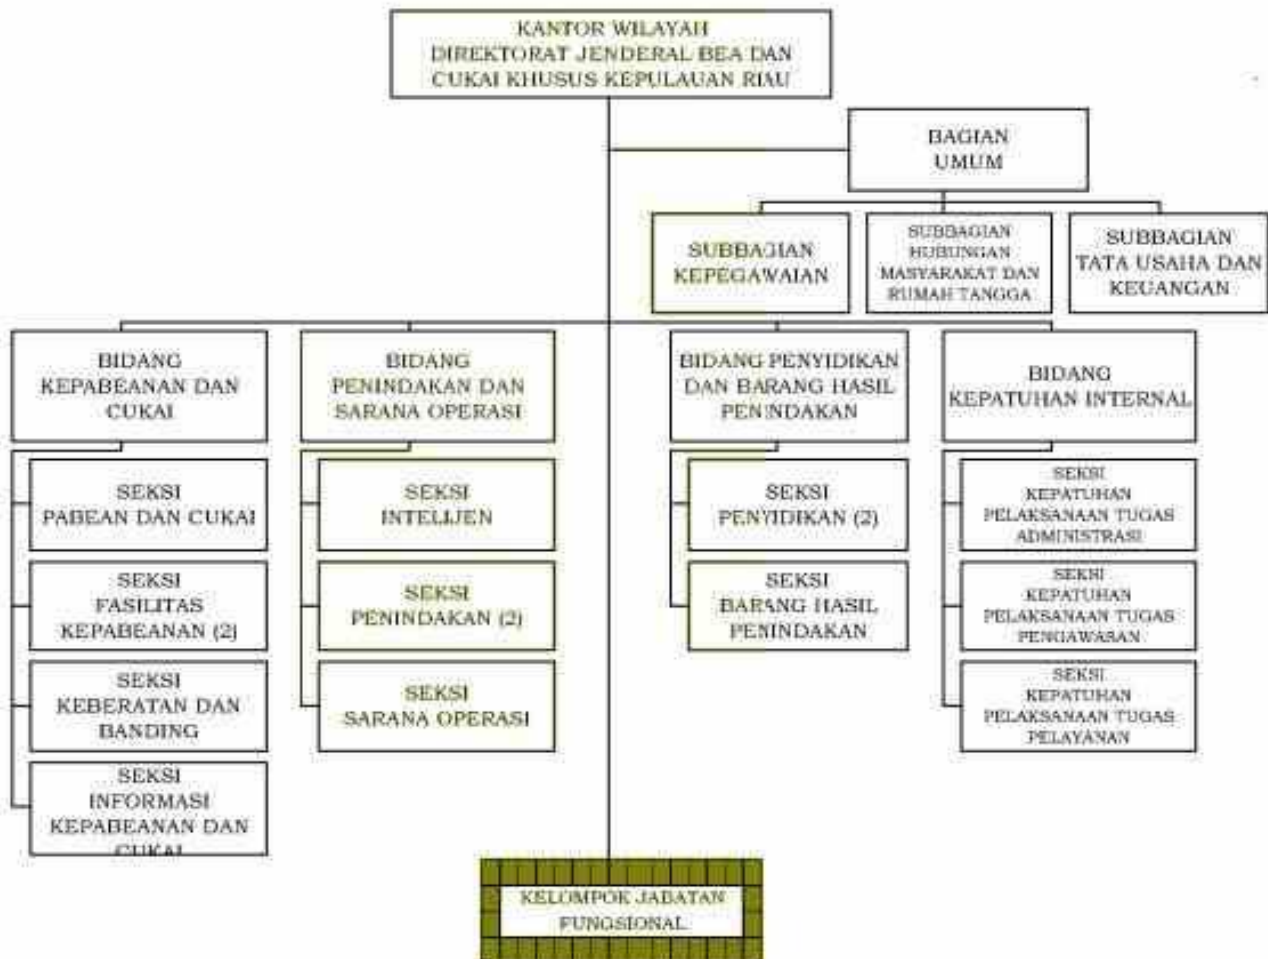 KANTOR WILAYAH
DIREKTORAT JENDERAL BEA DAN
CUKAI KHUSUS KEPULAUAN RIAU
BAGIAN
UMUM
SUBBAGIAN
KEPEGAWAIAN
SUBBAGIAN
HUBUNGAN
MASYARAKAT DAN
RUMAH TANGGA
SUBBAGIAN
TATA USAHA DAN
KEUANGAN
BIDANG
KEPABEANAN DAN
CUKAI
BIDANG
PENINDAKAN DAN
SARANA OPERASI
BIDANG PENYIDIKAN
DAN BARANG HASIL
PENINDAKAN
BIDANG
KEPATUHAN INTERNAL
SEKSI
PABEAN DAN CUKAI
SEKSI
INTELIJEN
SEKSI
PENYIDIKAN (2)
SEKSI
KEPATUHAN
PELAKSANAAN TUGAS
ADMINISTRASI
SEKSI
FASILITAS
KEPABEANAN (2)
SEKSI
PENINDAKAN (2)
SEKSI
BARANG HASIL
PENINDAKAN
SEKSI
KEPATUHAN
PELAKSANAAN TUGAS
PENGAWASAN
SEKSI
KEBERATAN DAN
BANDING
SEKSI
SARANA OPERASI
SEKSI
KEPATUHAN
PELAKSANAAN TUGAS
PELAYANAN
SEKSI
INFORMASI
KEPABEANAN DAN
CUKAI
KELOMPOK JABATAN
FUNGSIONAL